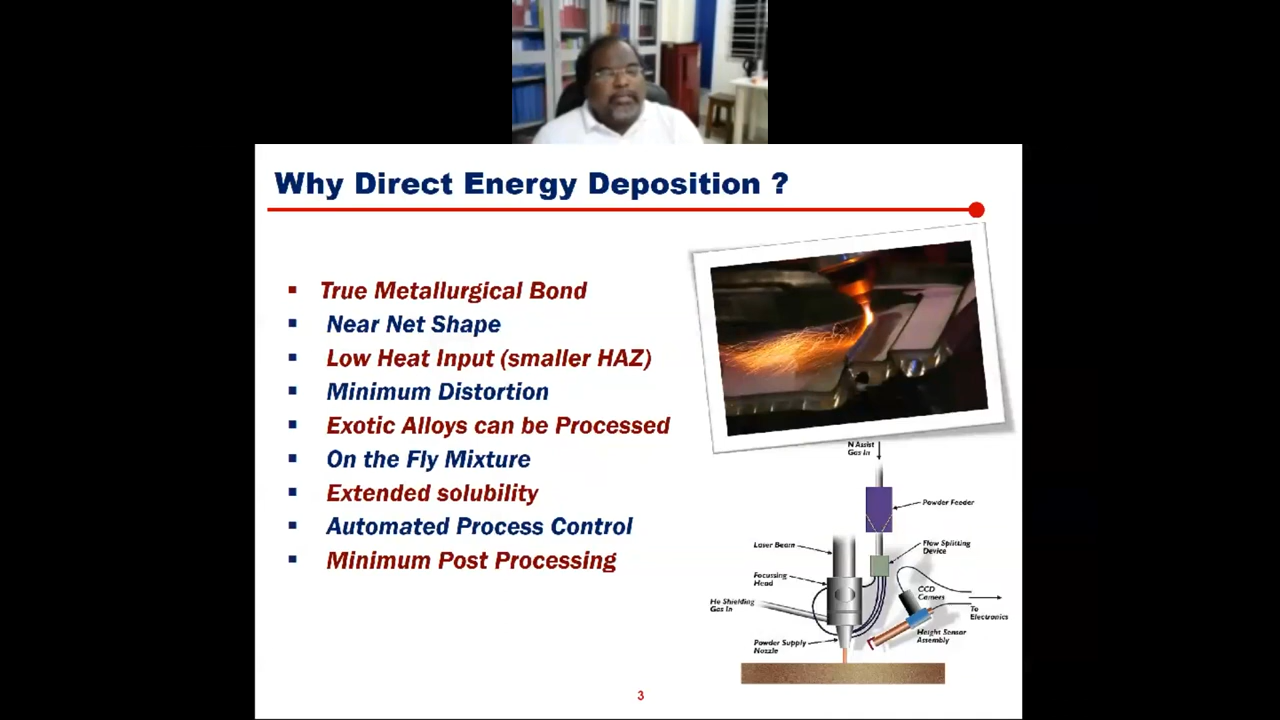 Why Direct Energy Deposition ?
True Metallurgical Bond
Near Net Shape
Low Heat Input (smaller HAZ)
Minimum Distortion
Exotic Alloys can be Processed
On the Fly Mixture
Extended solubility
Automated Process Control
Minimum Post Processing
N Assist
Gas In
Powder Feeder
Laser Beam
Flow Splitting
Device
Focussing
Head
CCD
Camera
He Shielding
Gas In
To
Electronics
Height Sensor
Assembly
Powder Supply
Nozzle
3